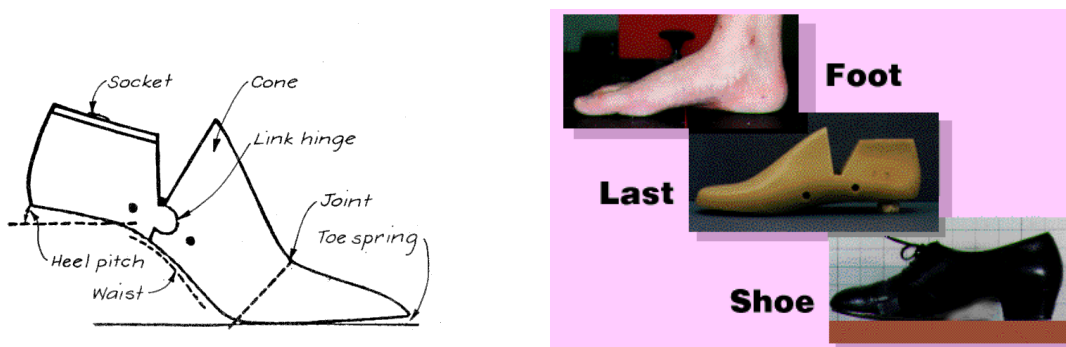 Socket
Cone
Link hinge
Joint
Toe spring
Heel pitch
Waist
Foot
Last
Shoe